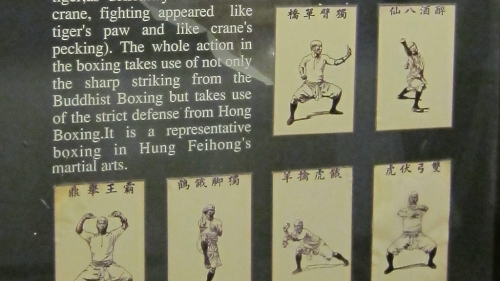 crane, fighting appeared like
tiger's paw and like crane's
pecking). The whole action in
the boxing takes use of not only
the sharp striking from the
Buddhist Boxing but takes use
of the strict defense from Hong
Boxing.It is a representative
boxing in Hung Feihong's
martial arts.
橋單臂獨
仙八酒醉
鼎舉王霸
鶴餓脚獨
羊擒虎餓
虎伏弓雙